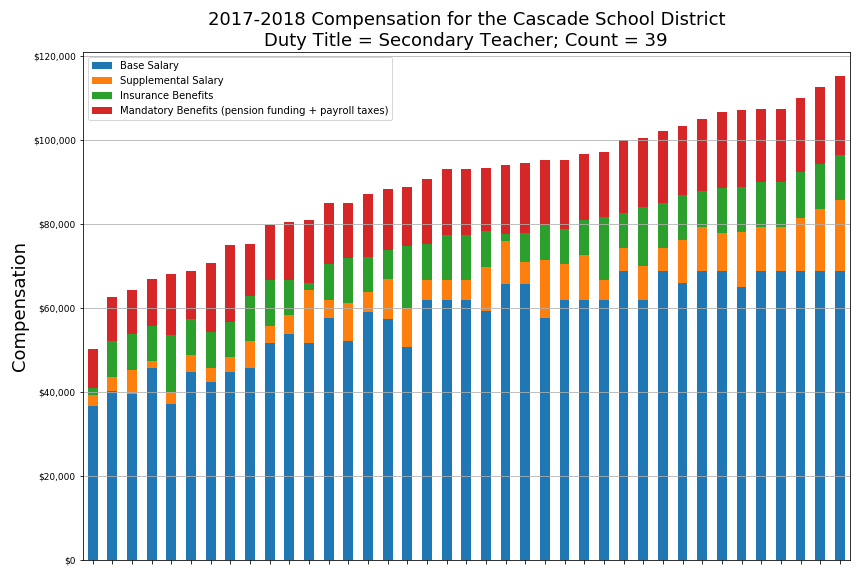 2017-2018 Compensation for the Cascade School District
Duty Title = Secondary Teacher; Count = 39
Base Salary
Supplemental Salary
Insurance Benefits
Mandatory Benefits (pension funding + payroll taxes)
$120,000
$100,000
$80,000
$60,000
$40,000
$20,000
$0
Compensation